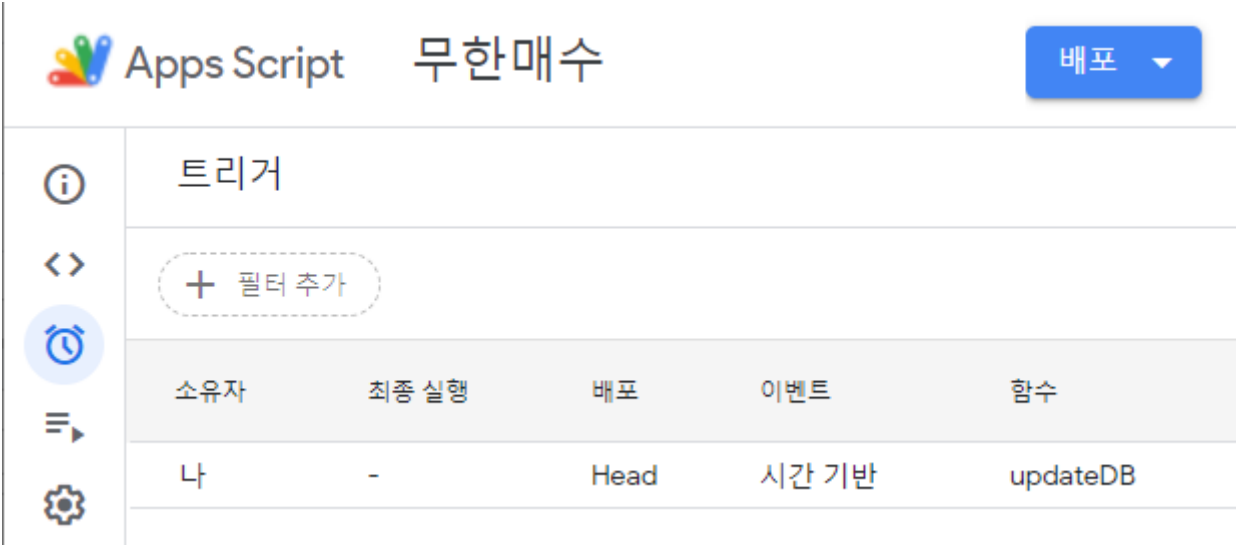 Apps Script 무한매수 배포
트리거
필터 추가
소유자 최종 실행 배포 이벤트 함수
나 - Head 시간 기반 updateDB